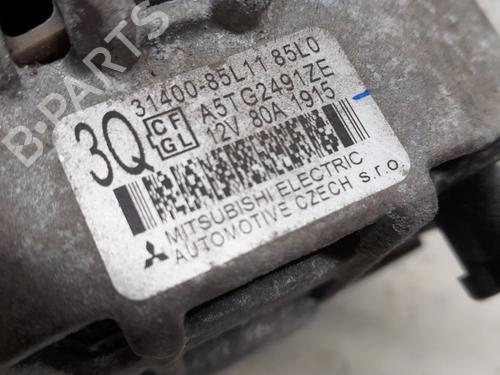 31400-85L11 85L0
3Q
CF
GL
A5TG2491ZE
12V 80A 1915
MITSUBISHI ELECTRIC
AUTOMOTIVE CZECH s.r.o.
B-PARTS